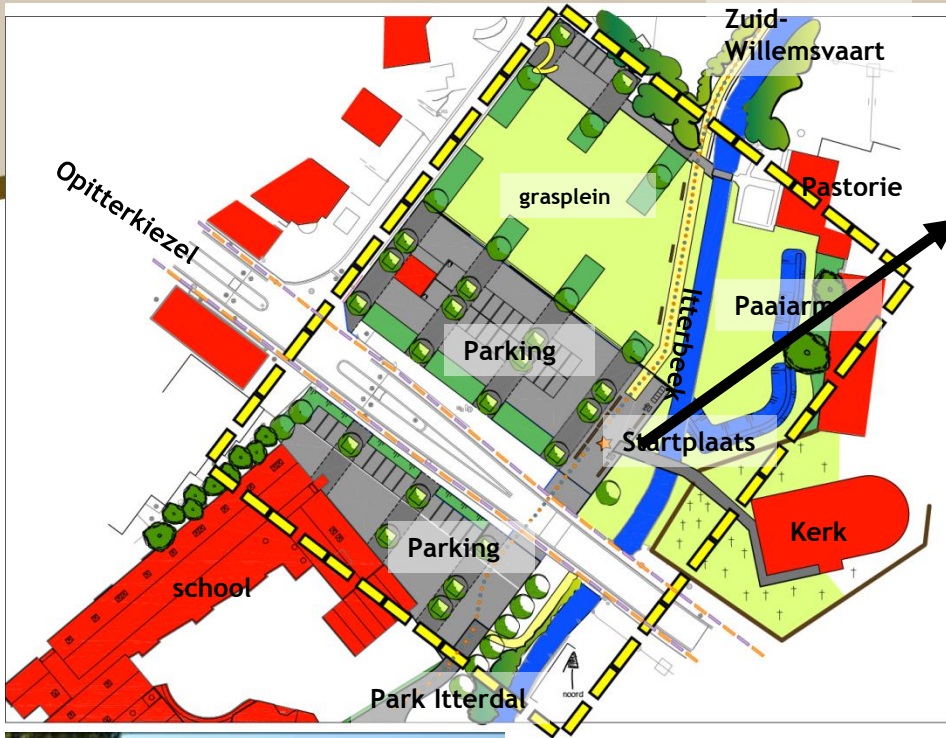 Zuid-
Willemsvaart
2
Opitterkiezel
grasplein
Pastorie
Itterbeek
Paaiarm
Parking
Startplaats
Parking
Kerk
school
Park Itterdal
noord